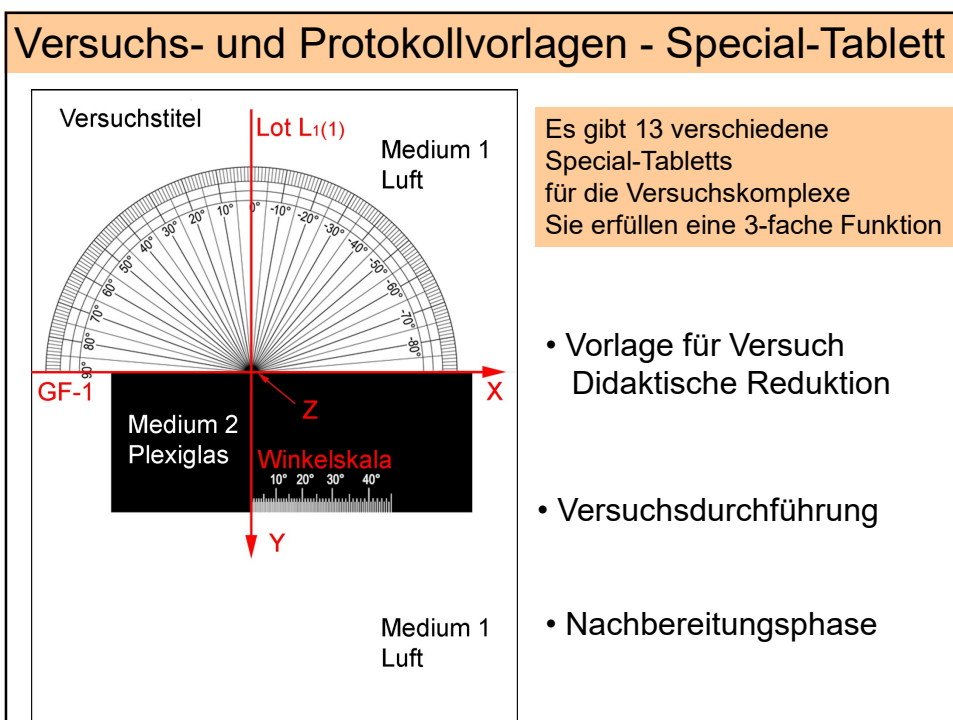 Versuchs- und Protokollvorlagen - Special-Tablett
Versuchstitel
Lot L1(1)
Medium 1
Luft
90° 80° 70° 60° 50° 40° 30° 20° 10° 0° -10° -20° -30° -40° -50° -60° -70° -80°
GF-1
X
Z
Medium 2
Plexiglas
Winkelskala
10° 20° 30° 40°
Y
Medium 1
Luft
Es gibt 13 verschiedene
Special-Tabletts
für die Versuchskomplexe
Sie erfüllen eine 3-fache Funktion
• Vorlage für Versuch
Didaktische Reduktion
• Versuchsdurchführung
• Nachbereitungsphase